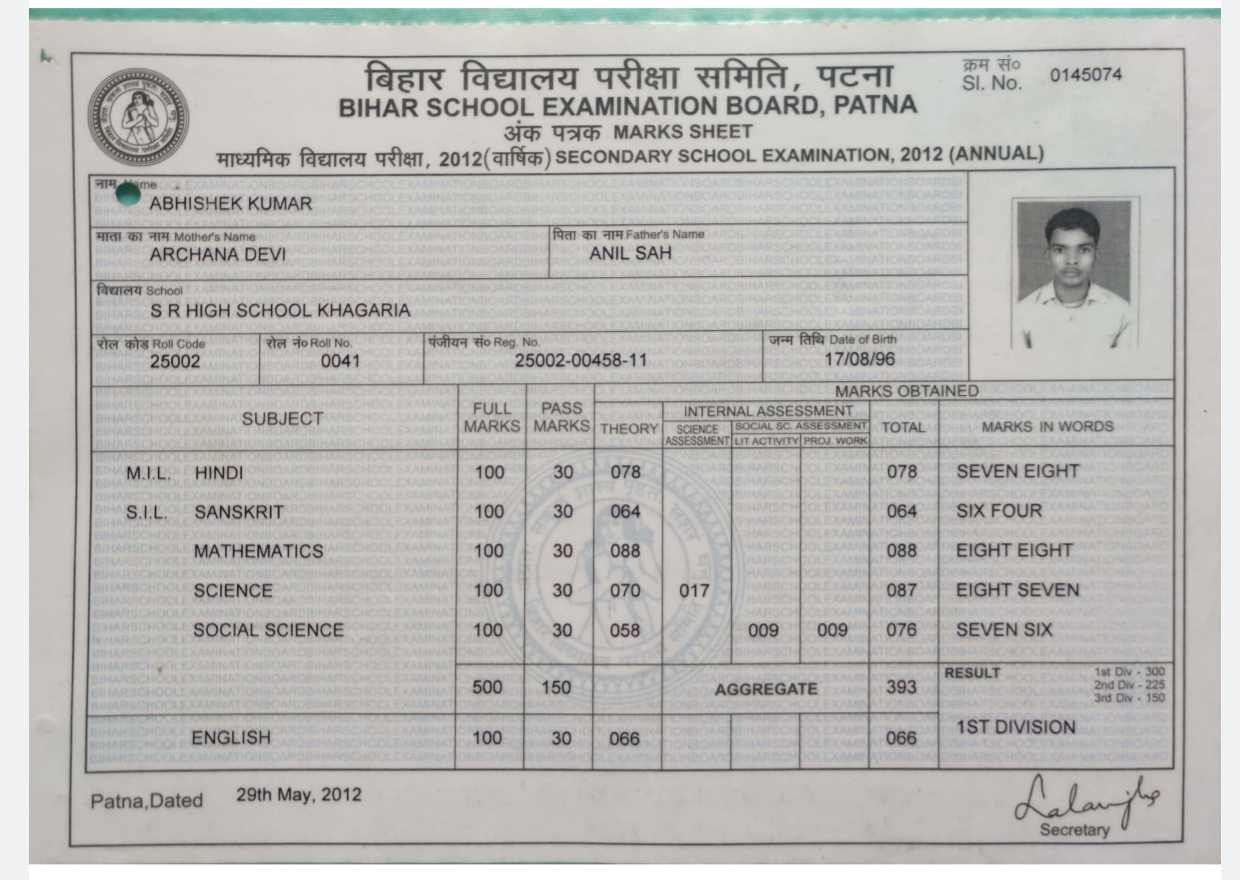 बिहार विद्यालय परीक्षा समिति, पटना
क्रम सं०
Sl. No. 0145074
BIHAR SCHOOL EXAMINATION BOARD, PATNA
अंक पत्रक MARKS SHEET
माध्यमिक विद्यालय परीक्षा, 2012(वार्षिक) SECONDARY SCHOOL EXAMINATION, 2012 (ANNUAL)
नाम
ABHISHEK KUMAR
माता का नाम Mother's Name पिता का नाम Father's Name
ARCHANA DEVI ANIL SAH
विद्यालय School
S R HIGH SCHOOL KHAGARIA
रोल कोड Roll Code रोल नं० Roll No. पंजीयन सं० Reg. No. जन्म तिथि Date of Birth
25002 0041 25002-00458-11 17/08/96
MARKS OBTAINED
SUBJECT FULL MARKS PASS MARKS THEORY INTERNAL ASSESSMENT TOTAL MARKS IN WORDS
SCIENCE ASSESSMENT SOCIAL SC. ASSESSMENT
LIT ACTIVITY PROJ. WORK
M.I.L. HINDI 100 30 078 078 SEVEN EIGHT
S.I.L. SANSKRIT 100 30 064 064 SIX FOUR
MATHEMATICS 100 30 088 088 EIGHT EIGHT
SCIENCE 100 30 070 017 087 EIGHT SEVEN
SOCIAL SCIENCE 100 30 058 009 009 076 SEVEN SIX
500 150 AGGREGATE 393 RESULT 1st Div - 300
2nd Div - 225
3rd Div - 150
1ST DIVISION
ENGLISH 100 30 066 066
Patna,Dated 29th May, 2012
Secretary